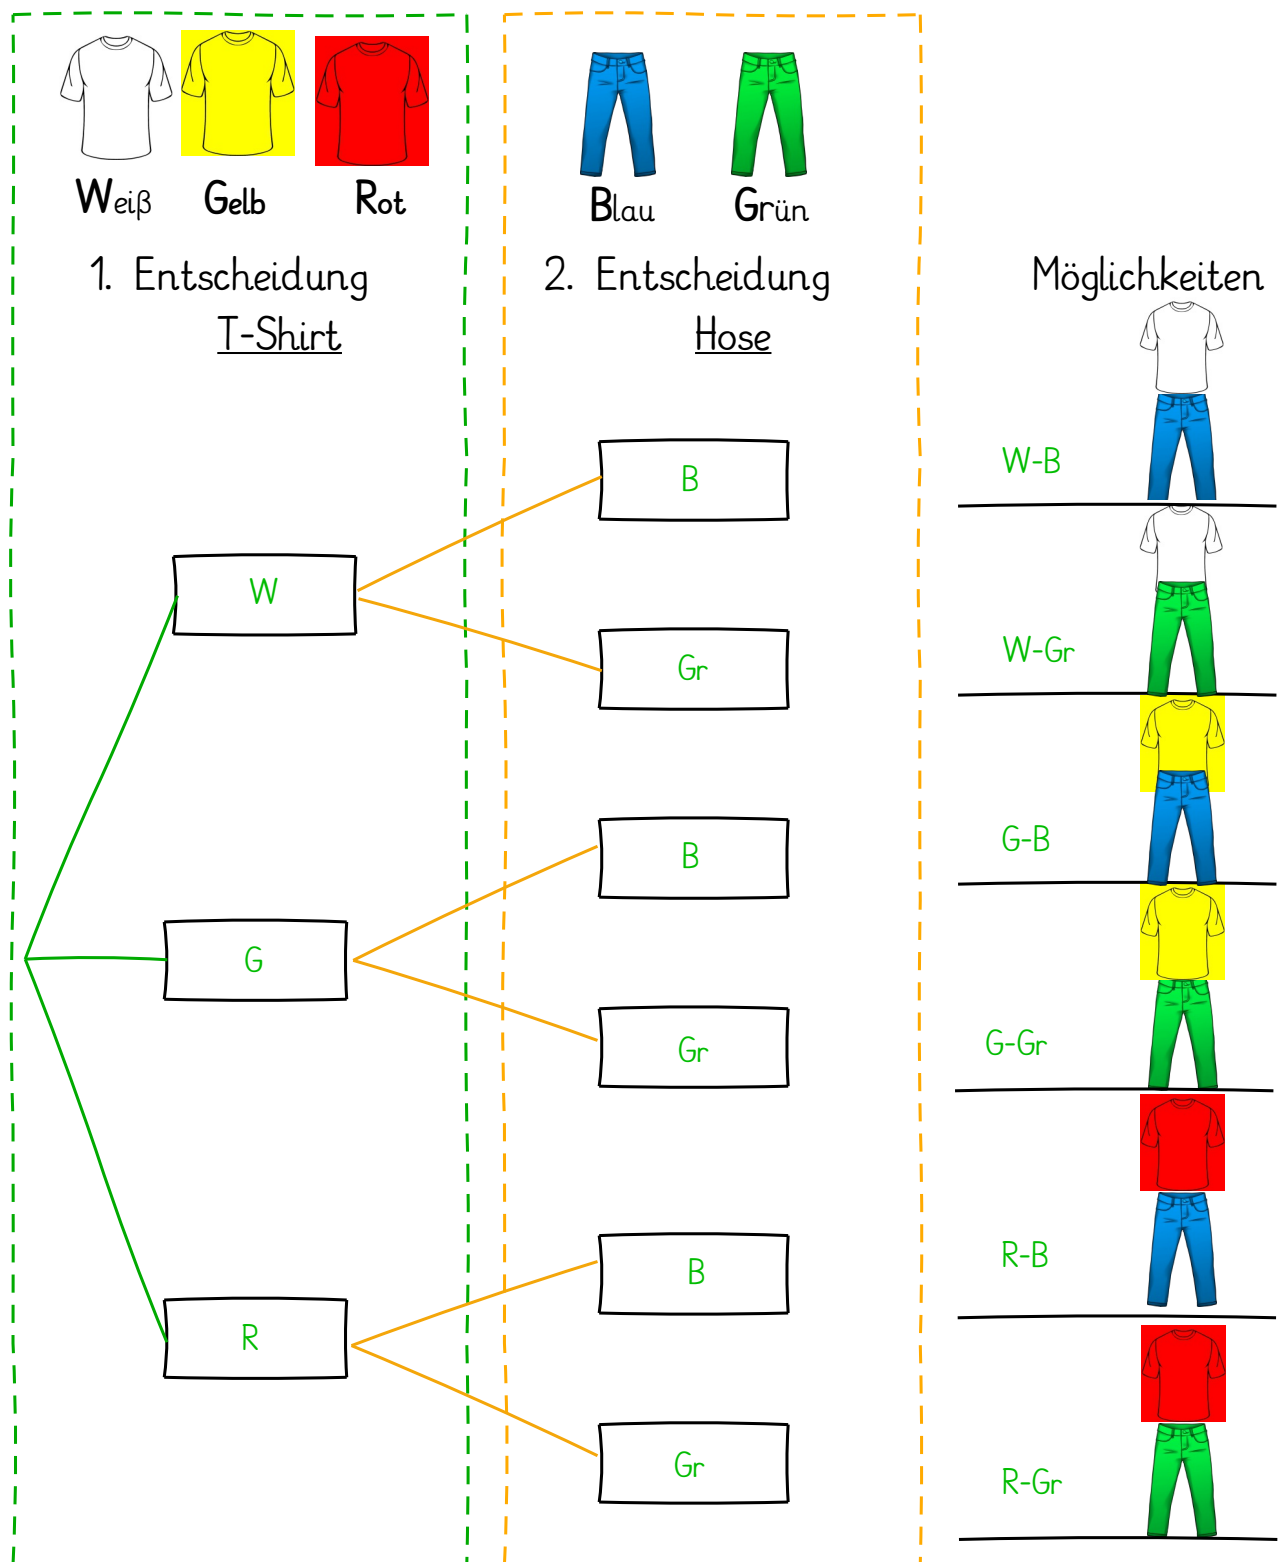 Weiß Gelb Rot
Blau Grün
1. Entscheidung
T-Shirt
2. Entscheidung
Hose
Möglichkeiten
B
W-B
W
Gr
W-Gr
B
G-B
G
Gr
G-Gr
B
R-B
R
Gr
R-Gr